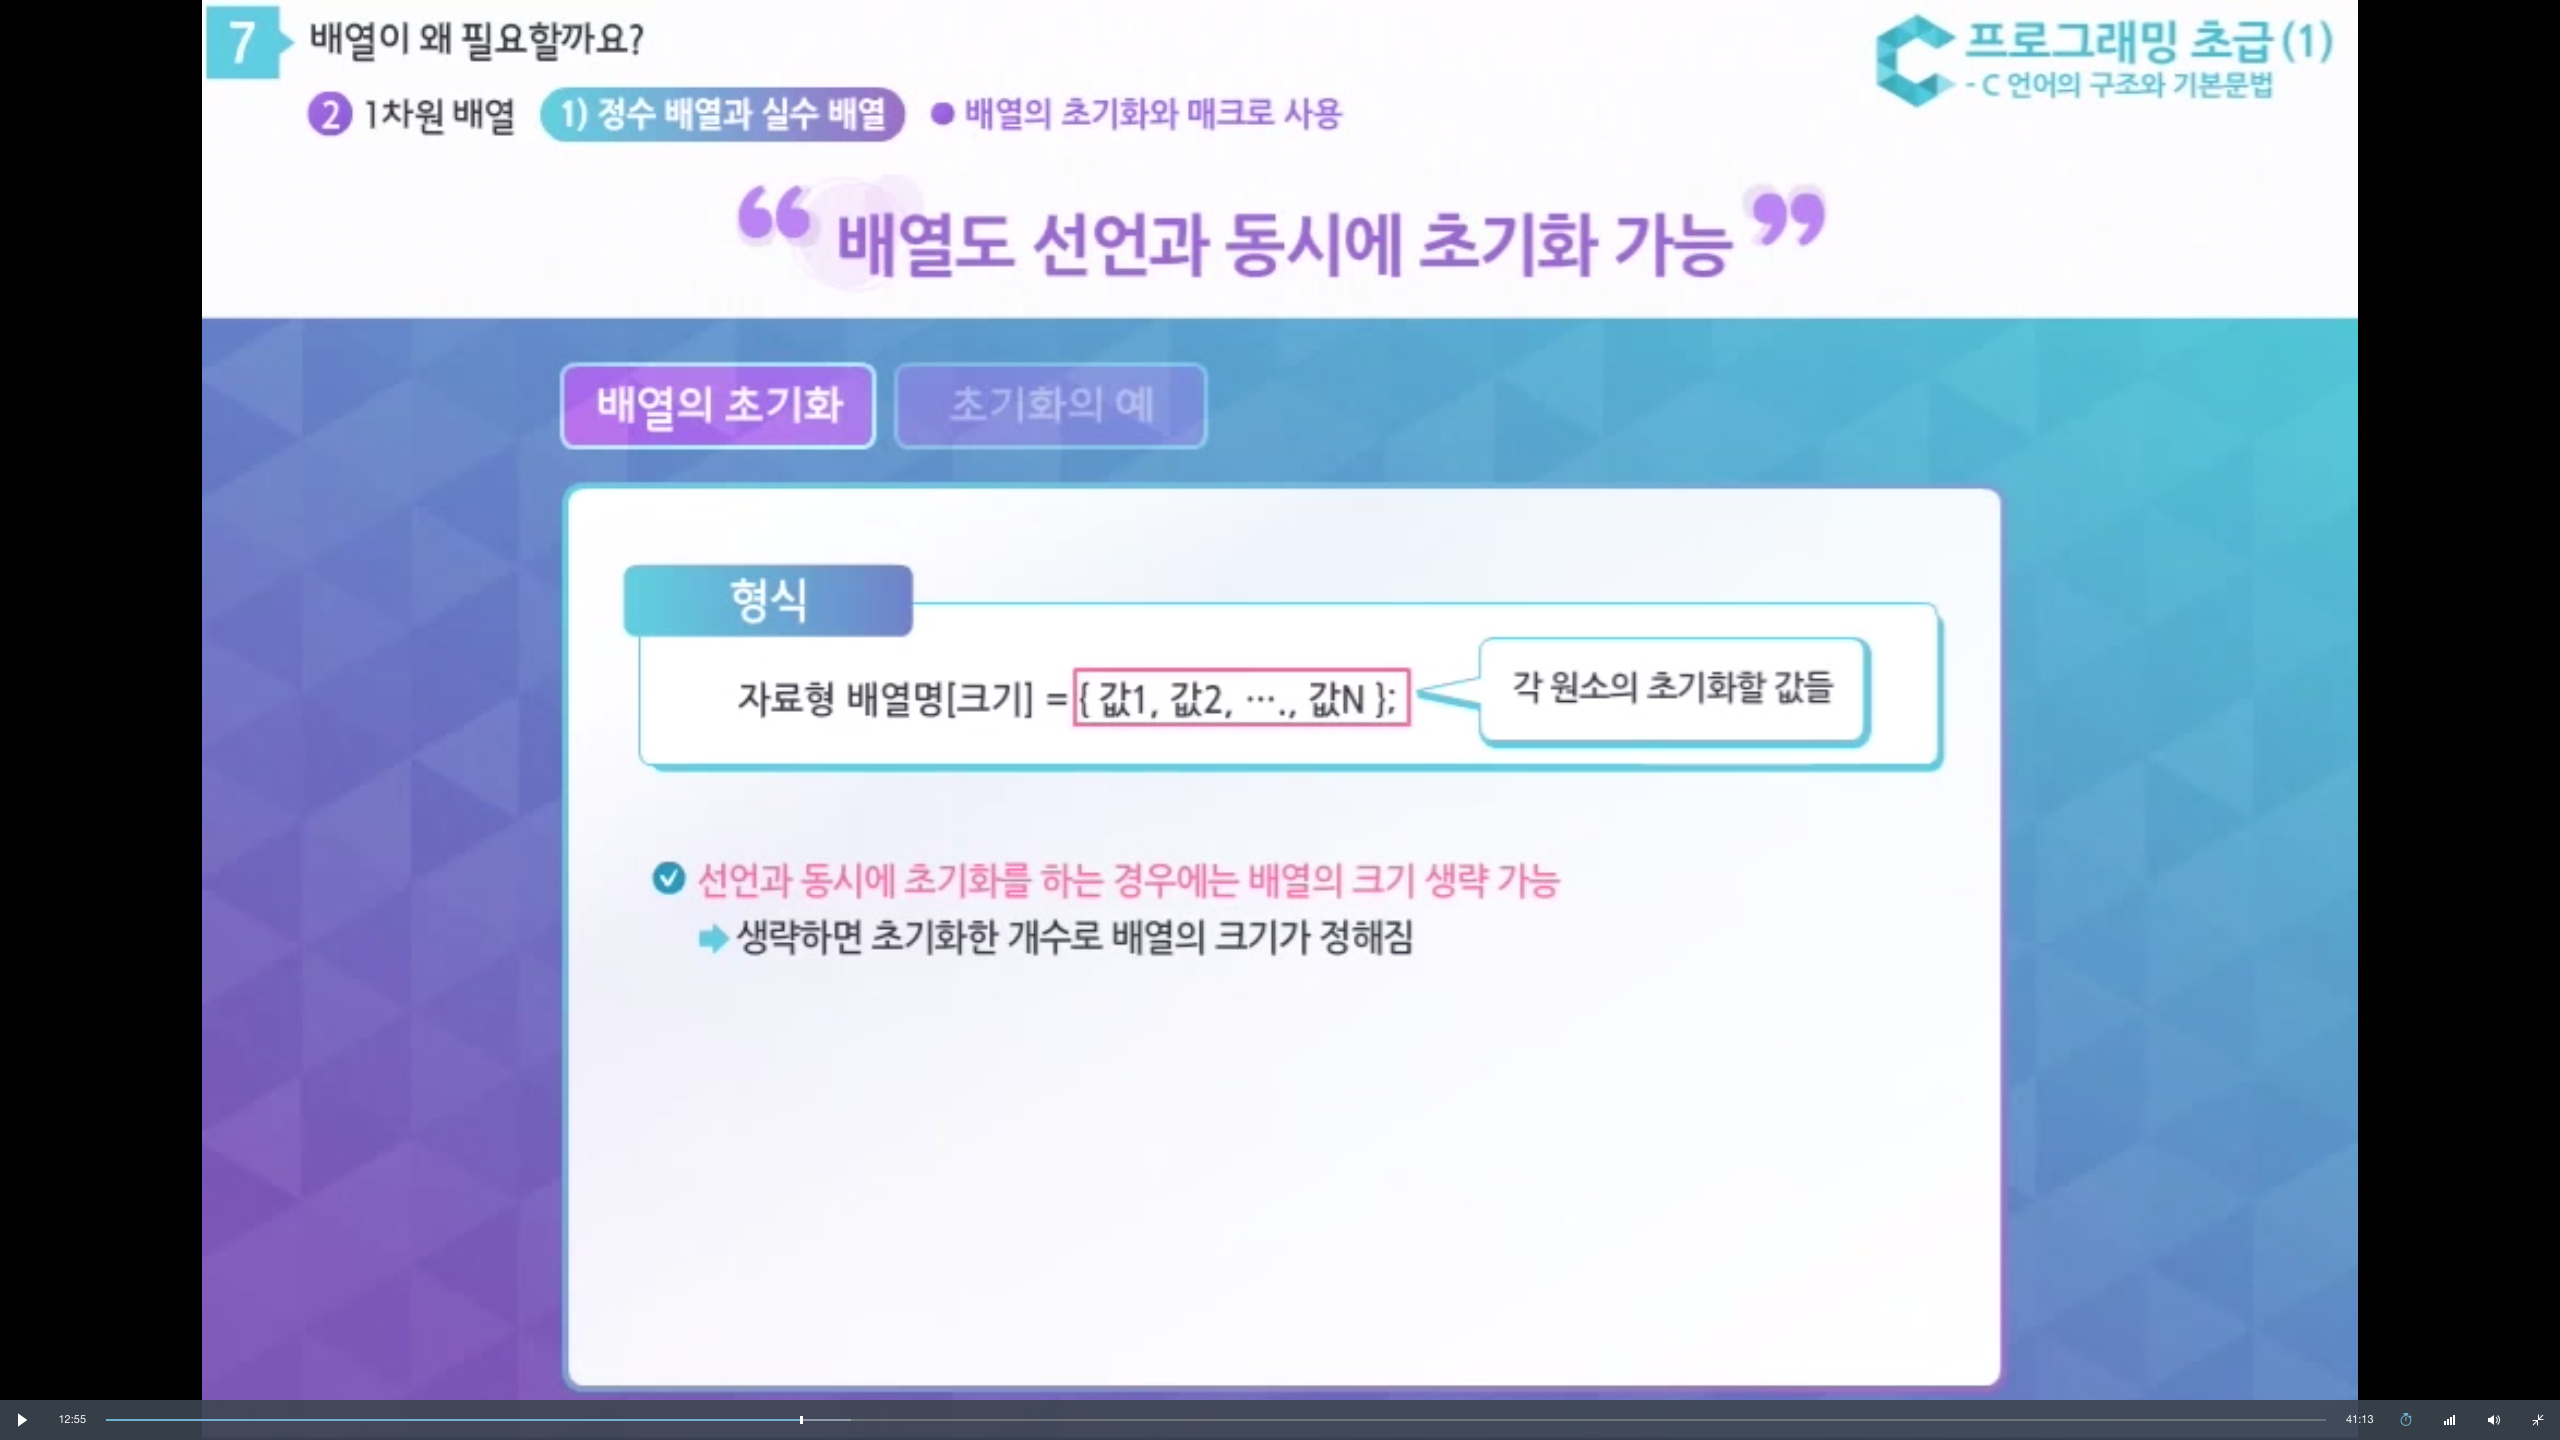 7 배열이 왜 필요할까요?
프로그래밍 초급(1)
- C 언어의 구조와 기본문법
2 1차원 배열 1) 정수 배열과 실수 배열 ● 배열의 초기화와 매크로 사용
“ 배열도 선언과 동시에 초기화 가능 ”
배열의 초기화 초기화의 예
형식
자료형 배열명[크기] = { 값1, 값2, …., 값N }; 각 원소의 초기화할 값들
선언과 동시에 초기화를 하는 경우에는 배열의 크기 생략 가능
생략하면 초기화한 개수로 배열의 크기가 정해짐
12:55 41:13